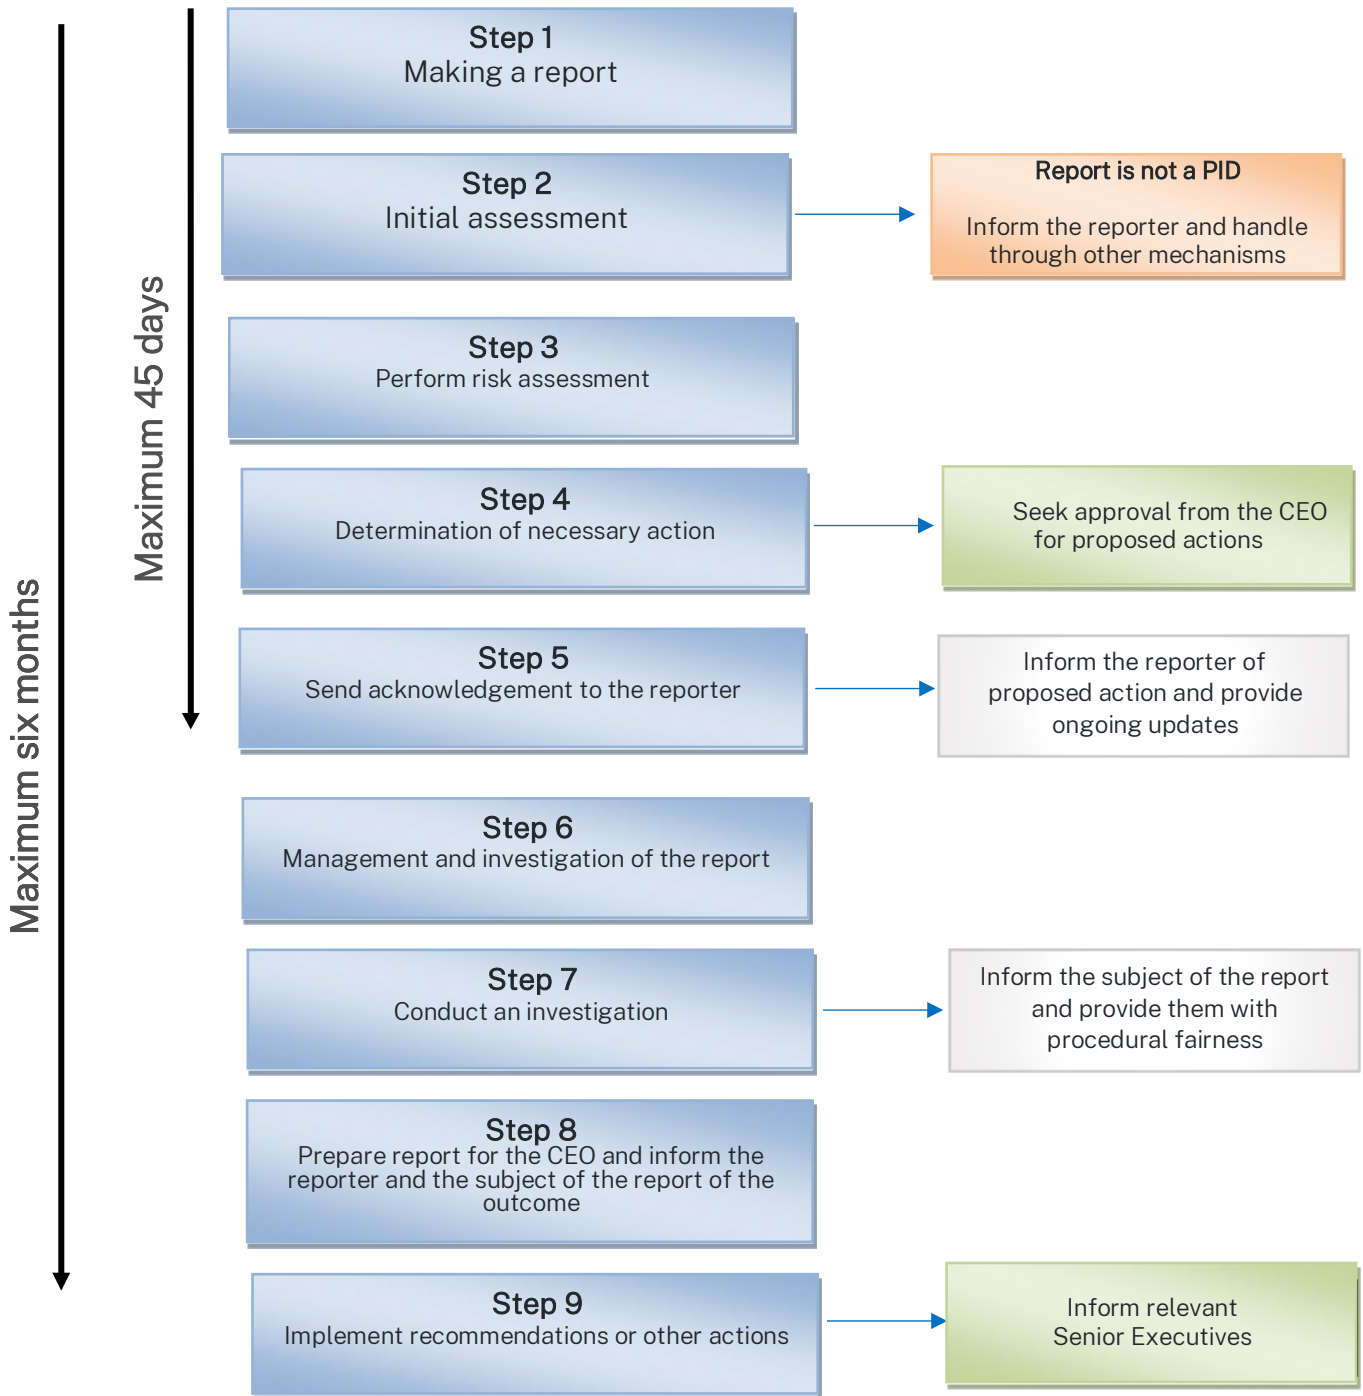 Maximum six months
Maximum 45 days
Step 1
Making a report
Step 2
Initial assessment
Report is not a PID
Inform the reporter and handle
through other mechanisms
Step 3
Perform risk assessment
Step 4
Determination of necessary action
Seek approval from the CEO
for proposed actions
Step 5
Send acknowledgement to the reporter
Inform the reporter of
proposed action and provide
ongoing updates
Step 6
Management and investigation of the report
Step 7
Conduct an investigation
Inform the subject of the report
and provide them with
procedural fairness
Step 8
Prepare report for the CEO and inform the
reporter and the subject of the report of the
outcome
Step 9
Implement recommendations or other actions
Inform relevant
Senior Executives